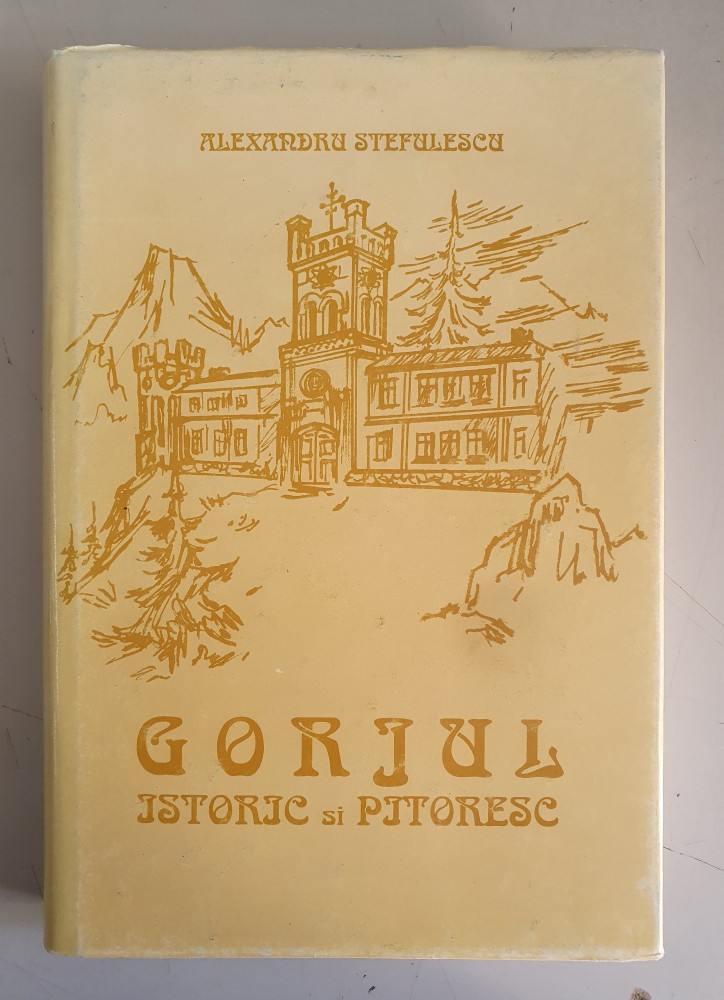 ALEXANDRU STEFULESCU
GORJUL
ISTORIC si PITORESC